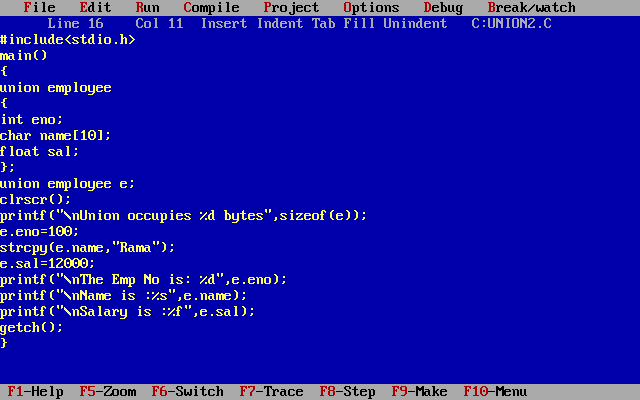 File Edit Run Compile Project Options Debug Break/watch
Line 16 Col 11 Insert Indent Tab Fill Unindent C:UNION2.C
#include<stdio.h>
main()
{
union employee
{
int eno;
char name[10];
float sal;
};
union employee e;
clrscr();
printf("\nUnion occupies %d bytes",sizeof(e));
e.eno=100;
strcpy(e.name,"Rama");
e.sal=12000;
printf("\nThe Emp No is: %d",e.eno);
printf("\nName is :%s",e.name);
printf("\nSalary is :%f",e.sal);
getch();
}
F1-Help F5-Zoom F6-Switch F7-Trace F8-Step F9-Make F10-Menu